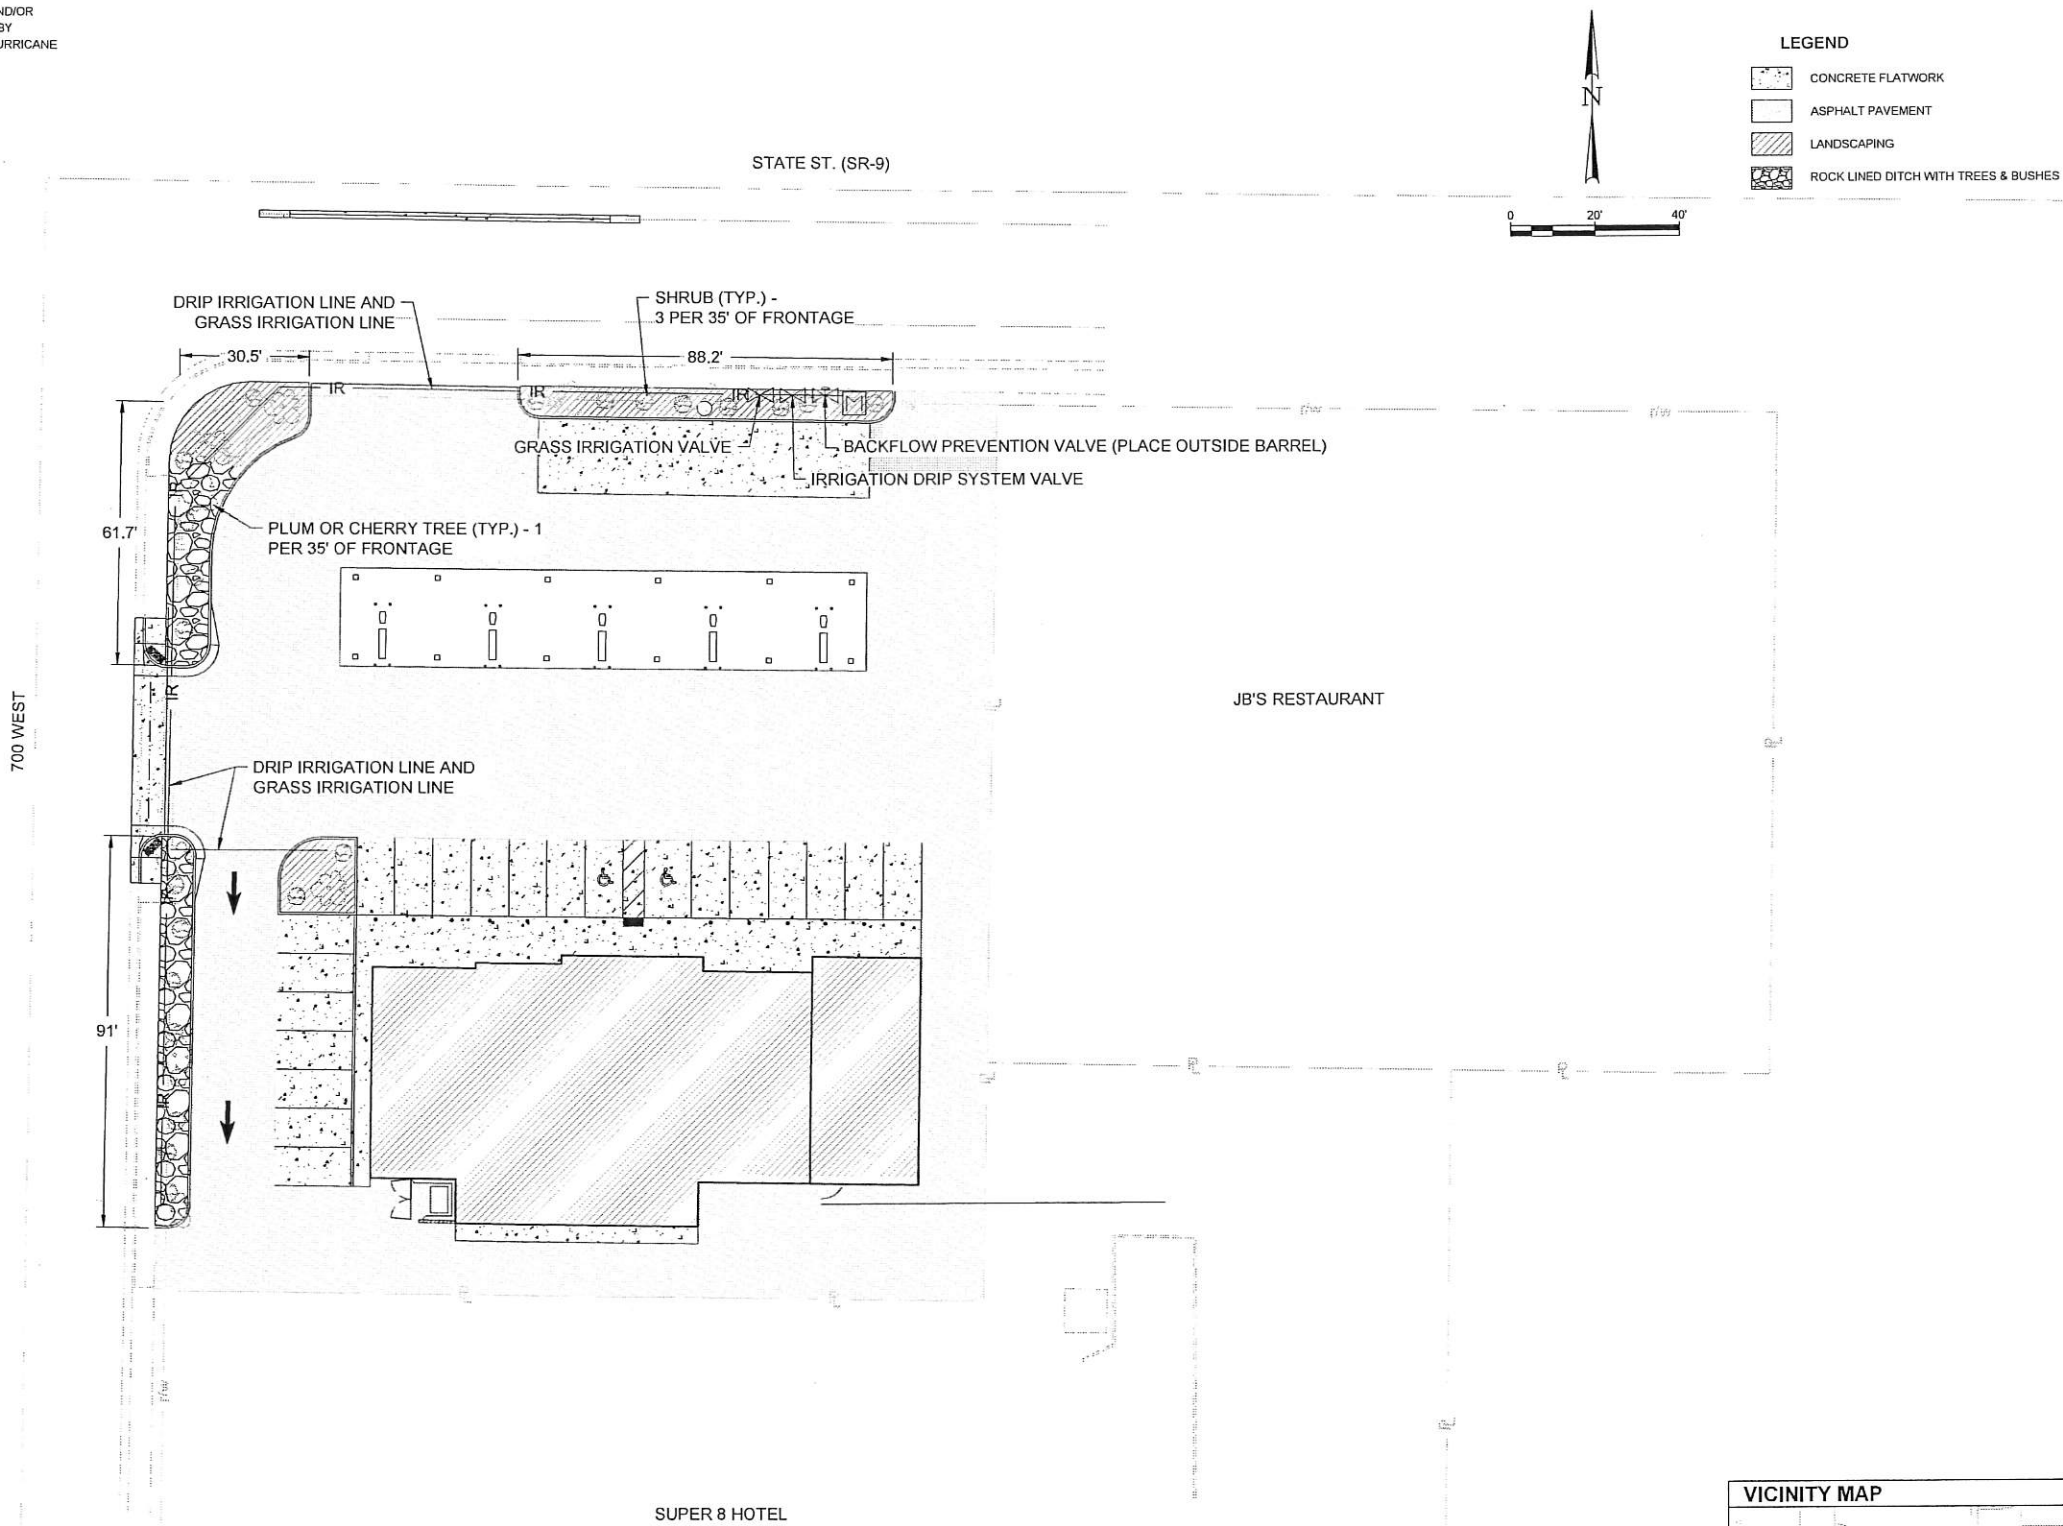 ND/OR
BY
URRICANE
LEGEND
CONCRETE FLATWORK
ASPHALT PAVEMENT
LANDSCAPING
ROCK LINED DITCH WITH TREES & BUSHES
N
0 20' 40'
STATE ST. (SR-9)
DRIP IRRIGATION LINE AND
GRASS IRRIGATION LINE
SHRUB (TYP.) -
3 PER 35' OF FRONTAGE
30.5'
88.2'
IR
IR
IR
M
r/w
r/w
GRASS IRRIGATION VALVE
BACKFLOW PREVENTION VALVE (PLACE OUTSIDE BARREL)
IRRIGATION DRIP SYSTEM VALVE
IR
61.7'
PLUM OR CHERRY TREE (TYP.) - 1
PER 35' OF FRONTAGE
IR
700 WEST
JB'S RESTAURANT
DRIP IRRIGATION LINE AND
GRASS IRRIGATION LINE
IR
91'
IR
r/w
SUPER 8 HOTEL
VICINITY MAP